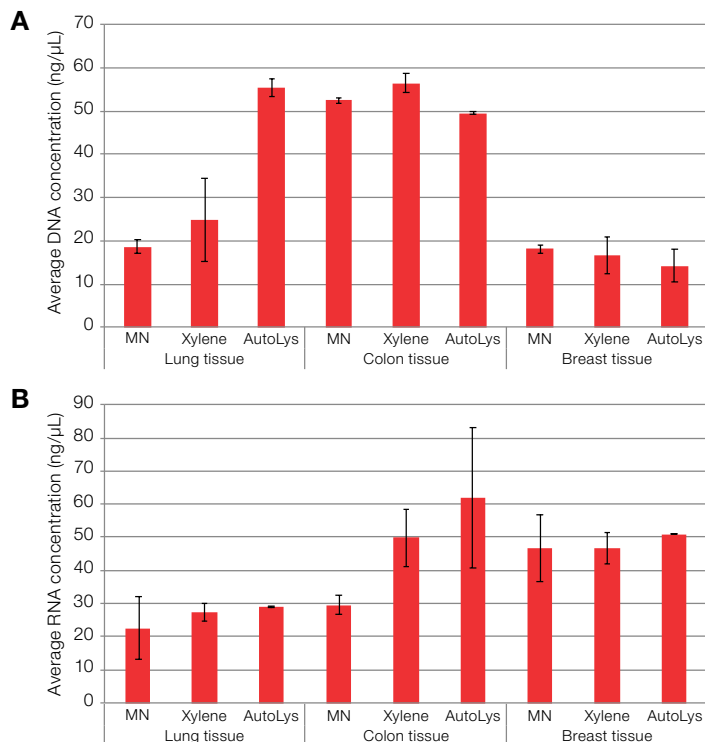 A
Average DNA concentration (ng/µL)
70
60
50
40
30
20
10
0
MN Xylene AutoLys MN Xylene AutoLys MN Xylene AutoLys
Lung tissue Colon tissue Breast tissue
B
Average RNA concentration (ng/µL)
90
80
70
60
50
40
30
20
10
0
MN Xylene AutoLys MN Xylene AutoLys MN Xylene AutoLys
Lung tissue Colon tissue Breast tissue